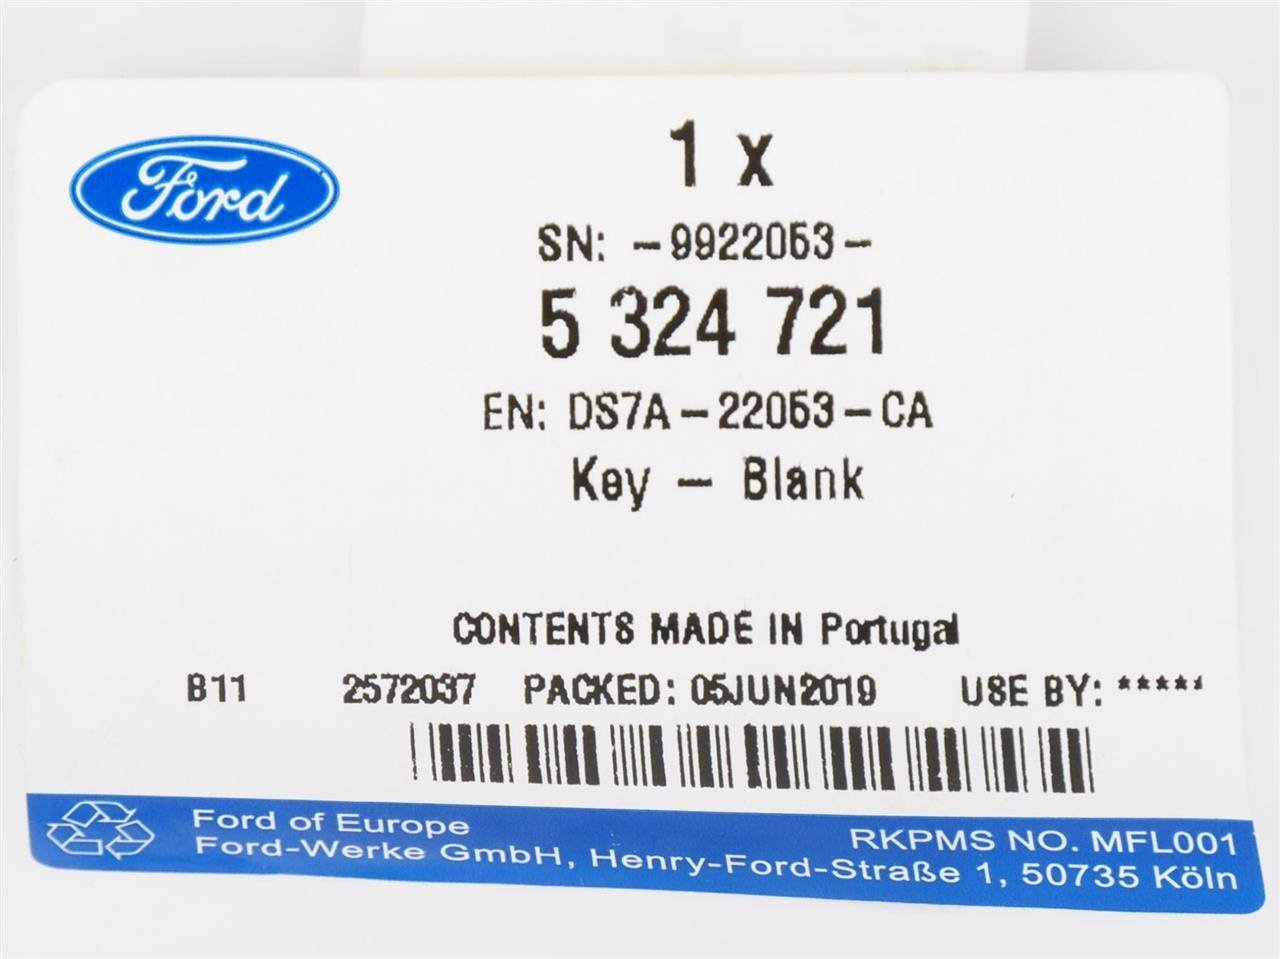 Ford
1 x
SN: -9922053-
5 324 721
EN: DS7A-22053-CA
Key - Blank
CONTENTS MADE IN Portugal
B11 2572037 PACKED: 05JUN2019 USE BY: *****
Ford of Europe
RKPMS NO. MFL001
Ford-Werke GmbH, Henry-Ford-Straße 1, 50735 Köln